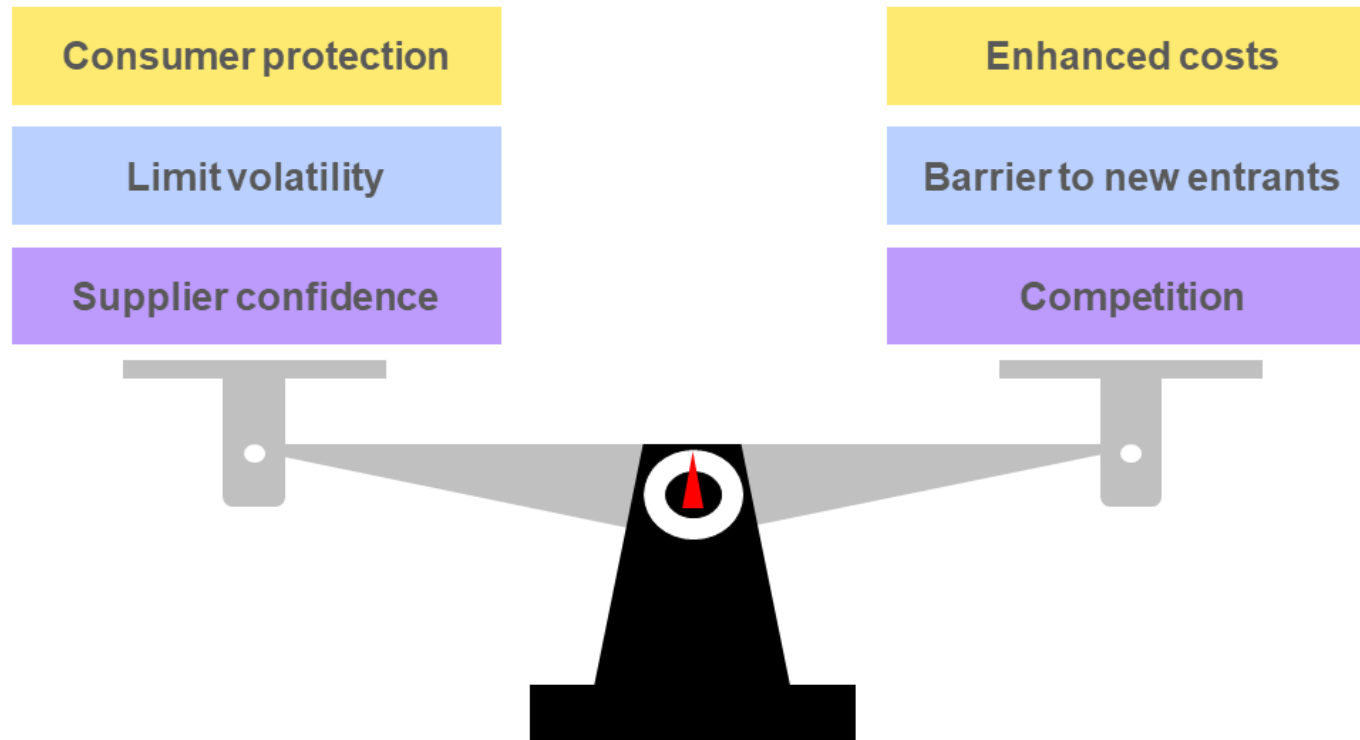 Consumer protection
Enhanced costs
Limit volatility
Barrier to new entrants
Supplier confidence
Competition